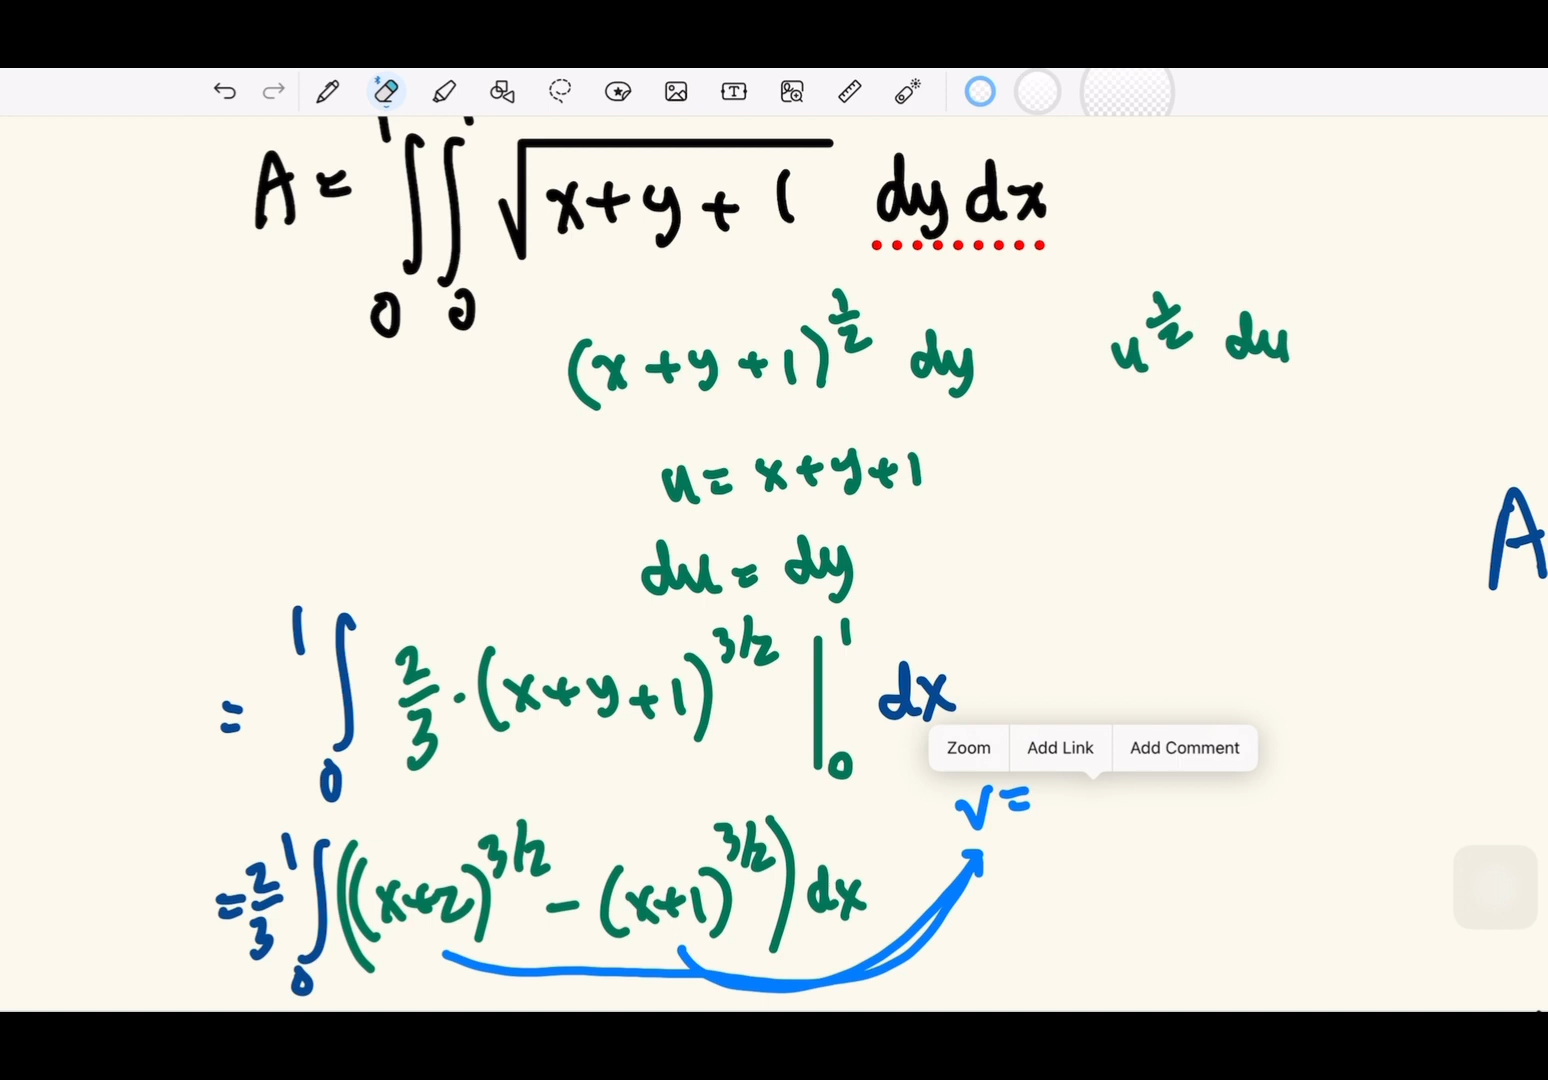 A = ∫₀¹∫₀¹ √(x+y+1) dy dx
(x+y+1)^(1/2) dy u^(1/2) du
u = x+y+1
A
du = dy
= ∫₀¹ 2/3 · (x+y+1)^(3/2) |₀¹ dx
Zoom Add Link Add Comment
v =
= 2/3 ∫₀¹ ((x+2)^(3/2) - (x+1)^(3/2)) dx